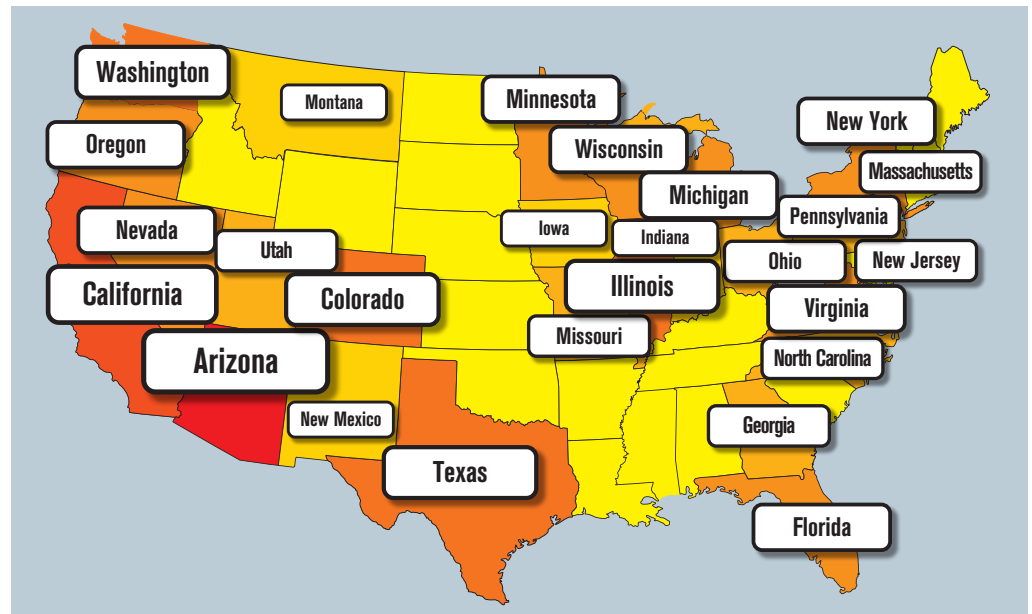 Washington
Montana
Minnesota
New York
Oregon
Wisconsin
Massachusetts
Michigan
Pennsylvania
Nevada
Utah
Iowa
Indiana
Ohio
New Jersey
California
Colorado
Illinois
Virginia
Missouri
Arizona
North Carolina
New Mexico
Georgia
Texas
Florida